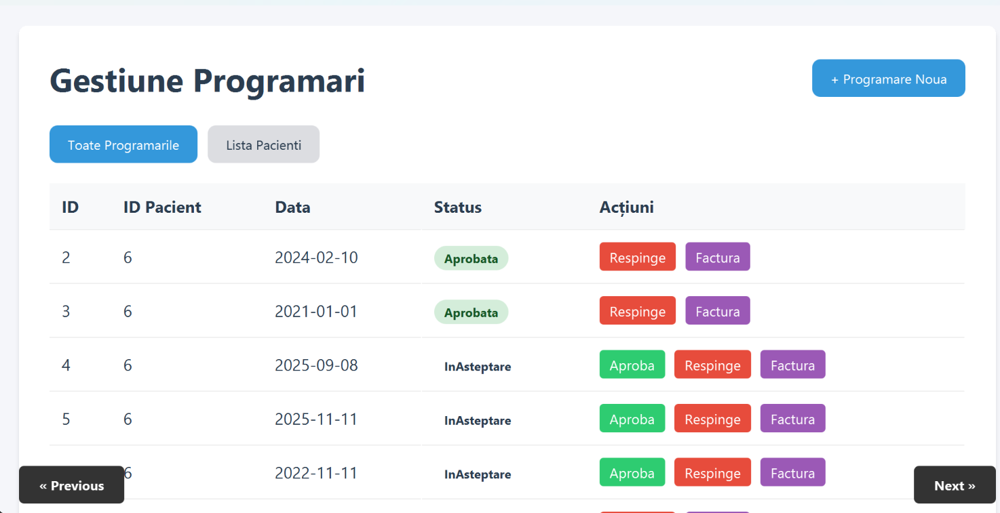 Gestiune Programari
+ Programare Noua
Toate Programarile Lista Pacienti
ID ID Pacient Data Status Acțiuni
2 6 2024-02-10 Aprobata Respinge Factura
3 6 2021-01-01 Aprobata Respinge Factura
4 6 2025-09-08 InAsteptare Aproba Respinge Factura
5 6 2025-11-11 InAsteptare Aproba Respinge Factura
6 2022-11-11 InAsteptare Aproba Respinge Factura
« Previous Next »